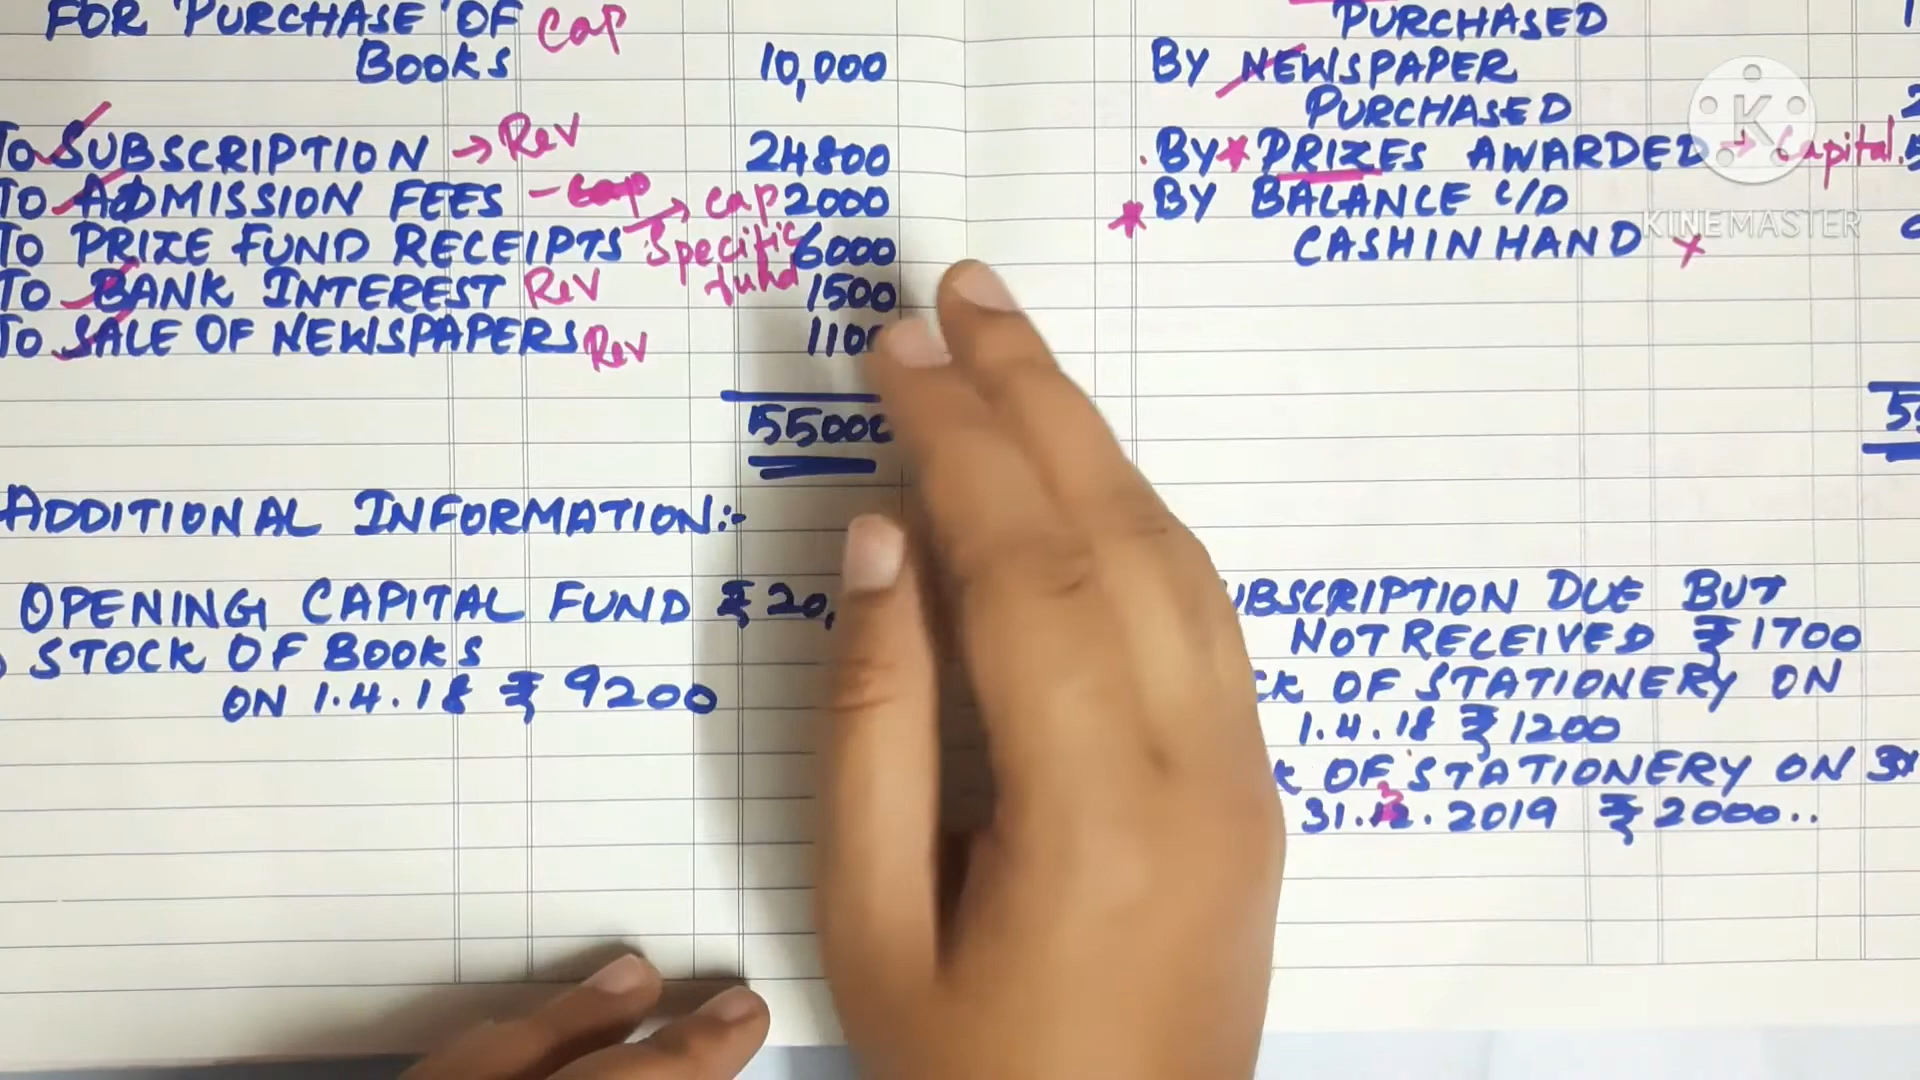 FOR PURCHASE OF Cap
BOOKS 10,000
TO SUBSCRIPTION → Rev 24800
TO ADMISSION FEES - Cap → cap 2000
TO PRIZE FUND RECEIPTS Specific fund 6000
TO BANK INTEREST Rev 1500
TO SALE OF NEWSPAPERS Rev
ADDITIONAL INFORMATION:-
OPENING CAPITAL FUND ₹ 20,
STOCK OF BOOKS
ON 1.4.18 ₹ 9200
PURCHASED
BY NEWSPAPER
PURCHASED
BY * PRIZES AWARDED → Capital.
* BY BALANCE C/D
CASH IN HAND x
UBSCRIPTION DUE BUT
NOT RECEIVED ₹ 1700
CK OF STATIONERY ON
1.4.18 ₹ 1200
K OF STATIONERY ON
31.3.2019 ₹ 2000..
K
KINEMASTER